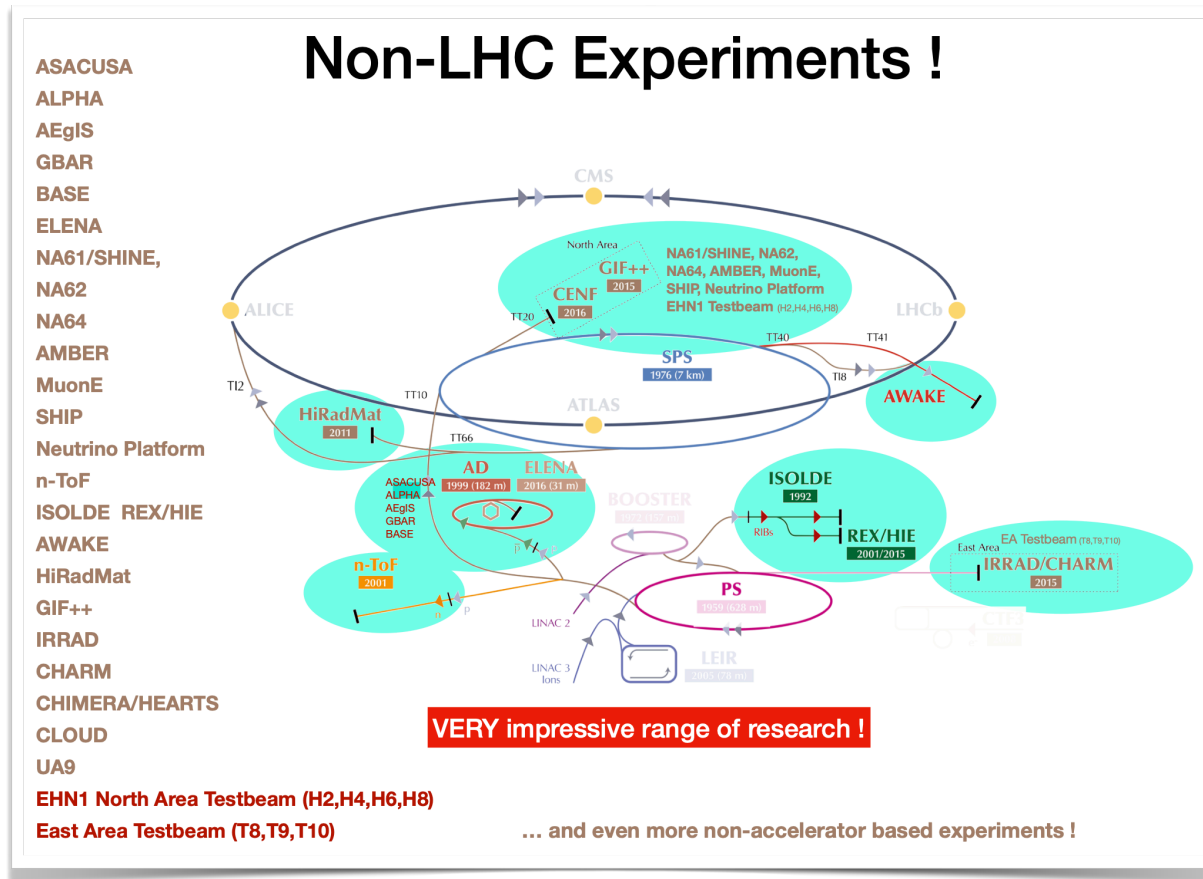 Non-LHC Experiments !
ASACUSA
ALPHA
AEgIS
GBAR
BASE
ELENA
NA61/SHINE,
NA62
NA64
AMBER
MuonE
SHIP
Neutrino Platform
n-ToF
ISOLDE REX/HIE
AWAKE
HiRadMat
GIF++
IRRAD
CHARM
CHIMERA/HEARTS
CLOUD
UA9
EHN1 North Area Testbeam (H2,H4,H6,H8)
East Area Testbeam (T8,T9,T10)
CMS
North Area
GIF++
2015
CENF
2016
NA61/SHINE, NA62,
NA64, AMBER, MuonE,
SHIP, Neutrino Platform
EHN1 Testbeam (H2,H4,H6,H8)
ALICE
LHCb
TT20
TT40
TT41
SPS
1976 (7 km)
TI8
TI2
TT10
AWAKE
HiRadMat
2011
ATLAS
TT66
AD
1999 (182 m)
ELENA
2016 (31 m)
ASACUSA
ALPHA
AEgIS
GBAR
BASE
BOOSTER
1972 (157 m)
ISOLDE
1992
RIBs
REX/HIE
2001/2015
p
p
EA Testbeam (T8,T9,T10)
East Area
IRRAD/CHARM
2015
n-ToF
2001
n
p
PS
1959 (628 m)
LINAC 2
CTF3
LINAC 3
Ions
LEIR
2005 (78 m)
VERY impressive range of research !
... and even more non-accelerator based experiments !